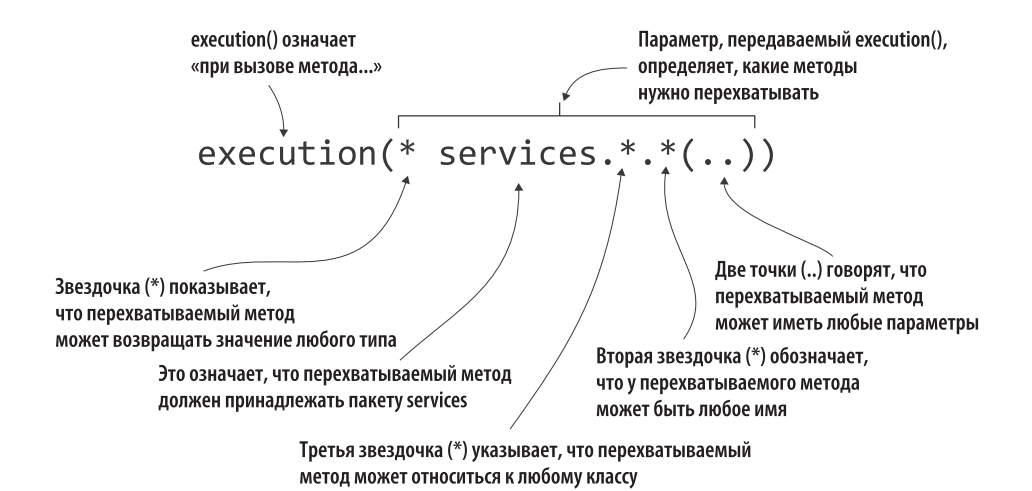 execution() означает
«при вызове метода...»
Параметр, передаваемый execution(),
определяет, какие методы
нужно перехватывать
execution(* services.*.*(..))
Звездочка (*) показывает,
что перехватываемый метод
может возвращать значение любого типа
Это означает, что перехватываемый метод
должен принадлежать пакету services
Третья звездочка (*) указывает, что перехватываемый
метод может относиться к любому классу
Вторая звездочка (*) обозначает,
что у перехватываемого метода
может быть любое имя
Две точки (..) говорят, что
перехватываемый метод
может иметь любые параметры